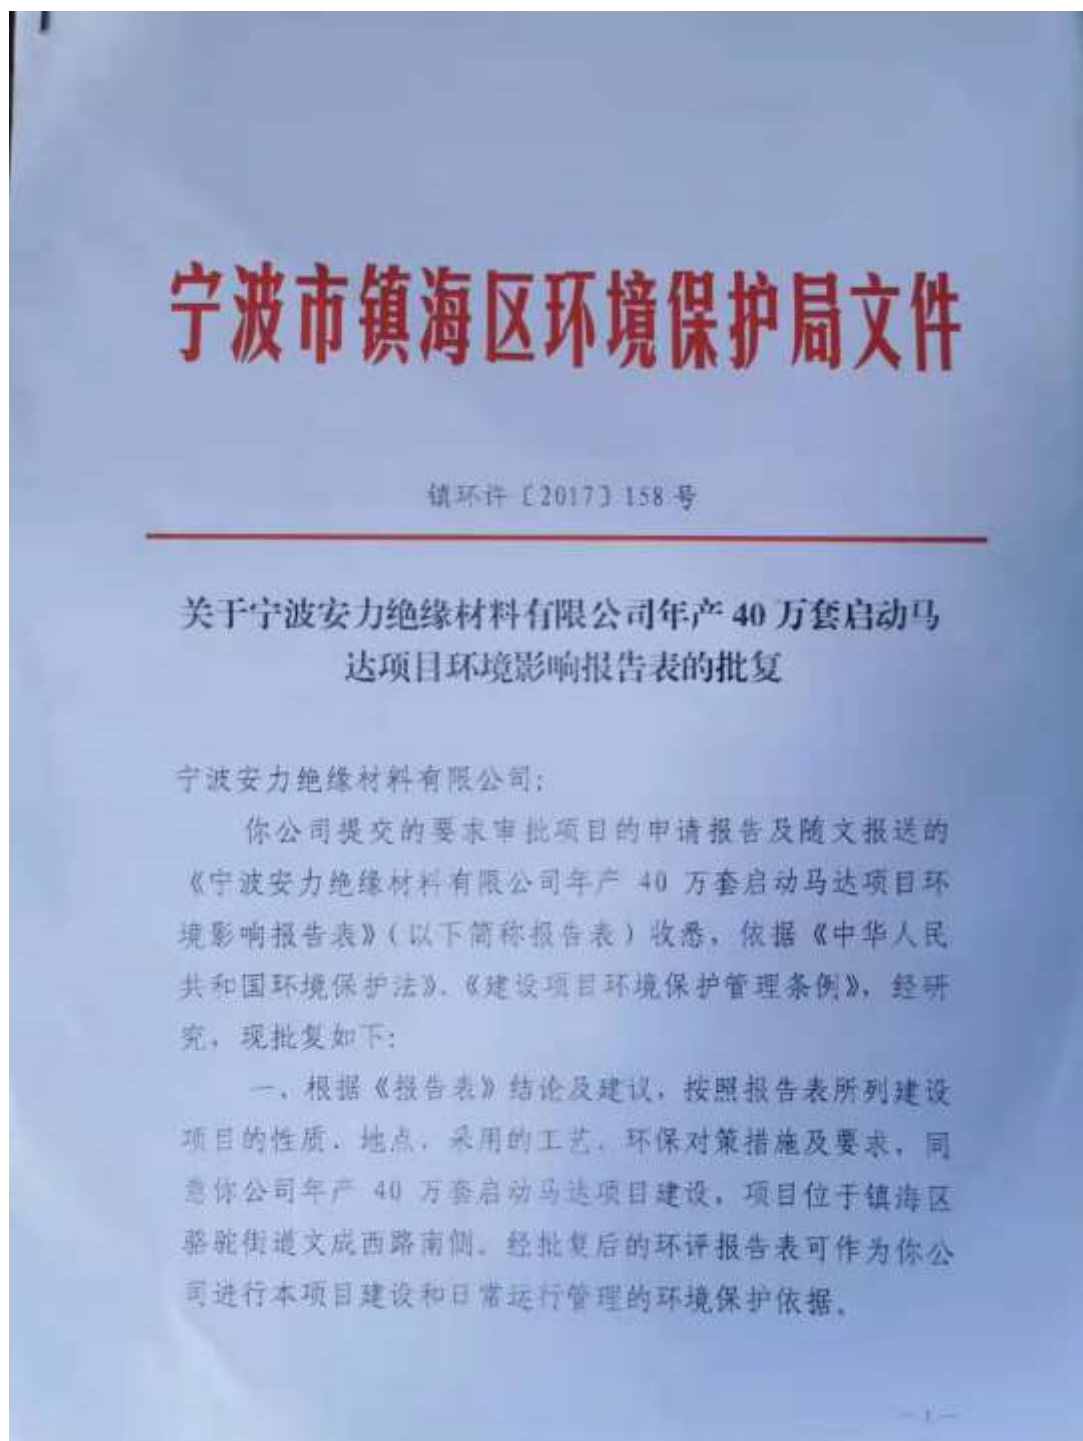 宁波市镇海区环境保护局文件
镇环许〔2017〕158 号
关于宁波安力绝缘材料有限公司年产 40 万套启动马
达项目环境影响报告表的批复
宁波安力绝缘材料有限公司:
你公司提交的要求审批项目的申请报告及随文报送的
《宁波安力绝缘材料有限公司年产 40 万套启动马达项目环
境影响报告表》(以下简称报告表)收悉，依据《中华人民
共和国环境保护法》、《建设项目环境保护管理条例》，经研
究，现批复如下:
一、根据《报告表》结论及建议，按照报告表所列建设
项目的性质、地点、采用的工艺、环保对策措施及要求，同
意你公司年产 40 万套启动马达项目建设，项目位于镇海区
骆驼街道文成西路南侧。经批复后的环评报告表可作为你公
司进行本项目建设和日常运行管理的环境保护依据。
— 1 —